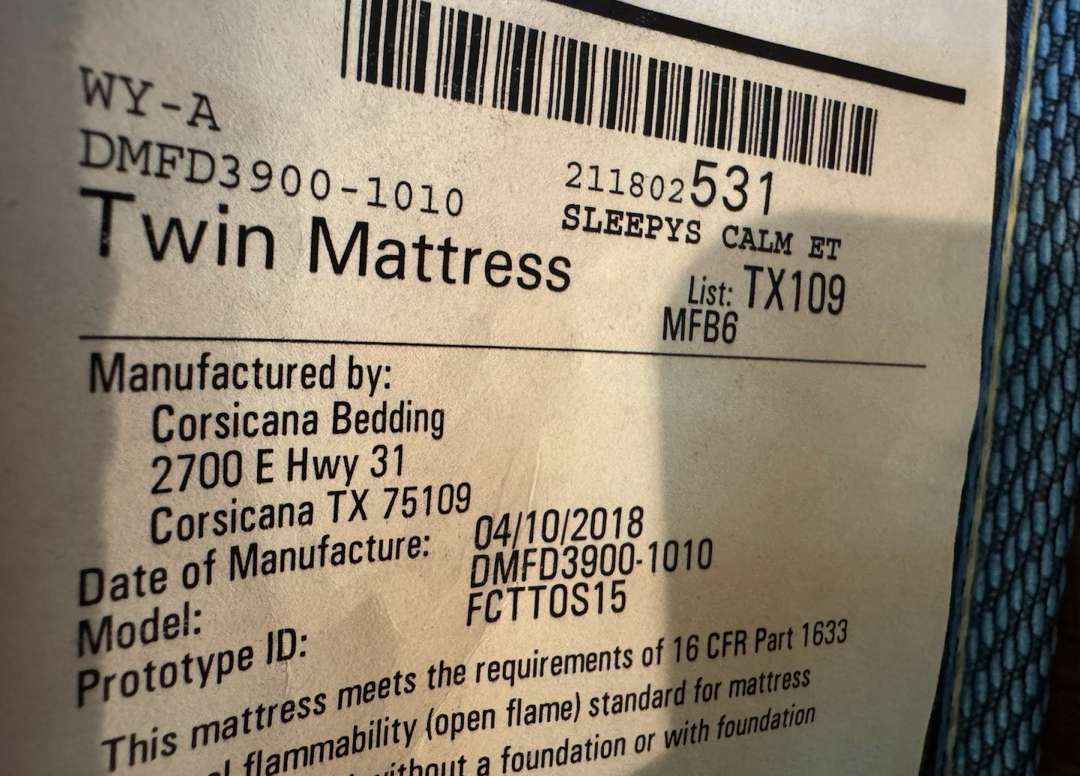 WY-A
DMFD3900-1010
Twin Mattress
211802531
SLEEPYS CALM ET
List: TX109
MFB6
Manufactured by:
Corsicana Bedding
2700 E Hwy 31
Corsicana TX 75109
Date of Manufacture: 04/10/2018
Model: DMFD3900-1010
Prototype ID: FCTTOS15
This mattress meets the requirements of 16 CFR Part 1633
flammability (open flame) standard for mattress
without a foundation or with foundation